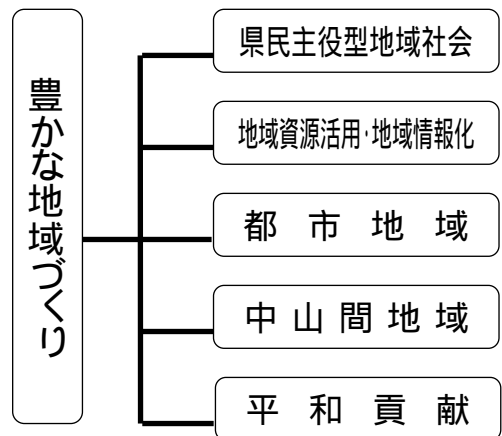 豊かな地域づくり
県民主役型地域社会
地域資源活用・地域情報化
都市地域
中山間地域
平和貢献